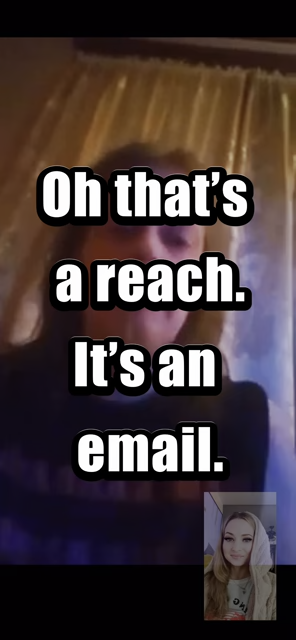 Oh that’s
a reach.
It’s an
email.